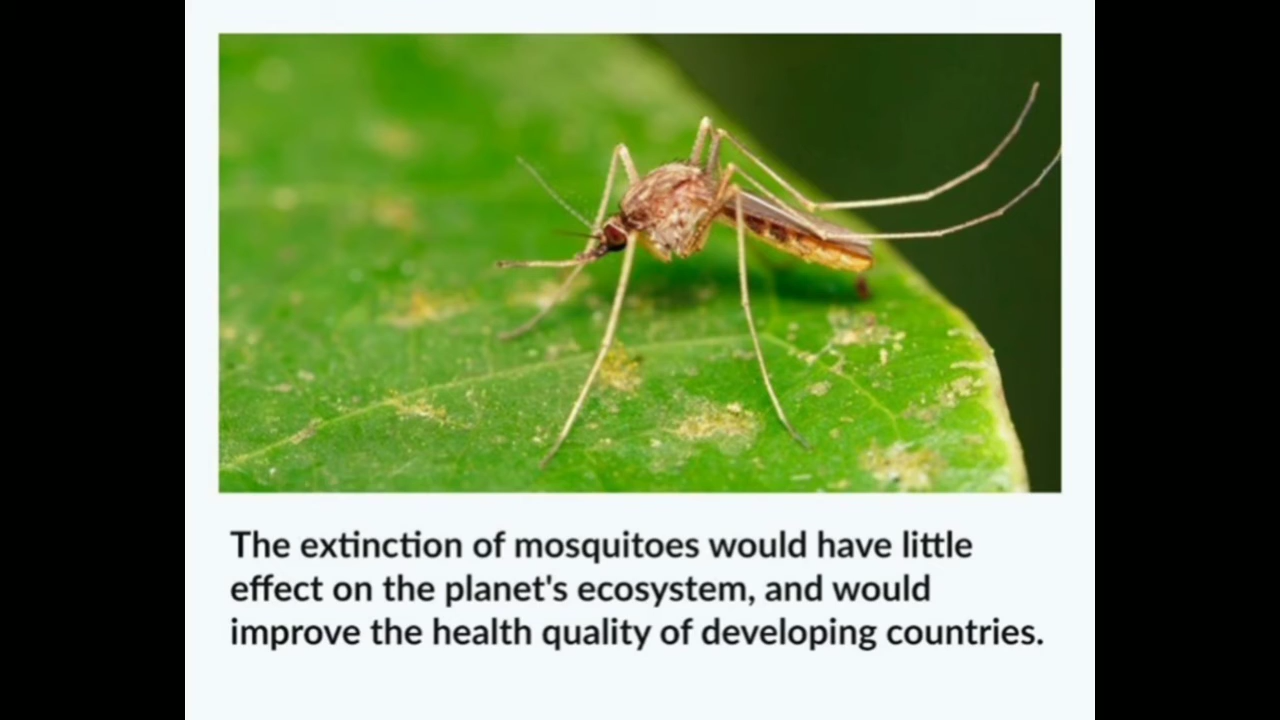 The extinction of mosquitoes would have little
effect on the planet's ecosystem, and would
improve the health quality of developing countries.